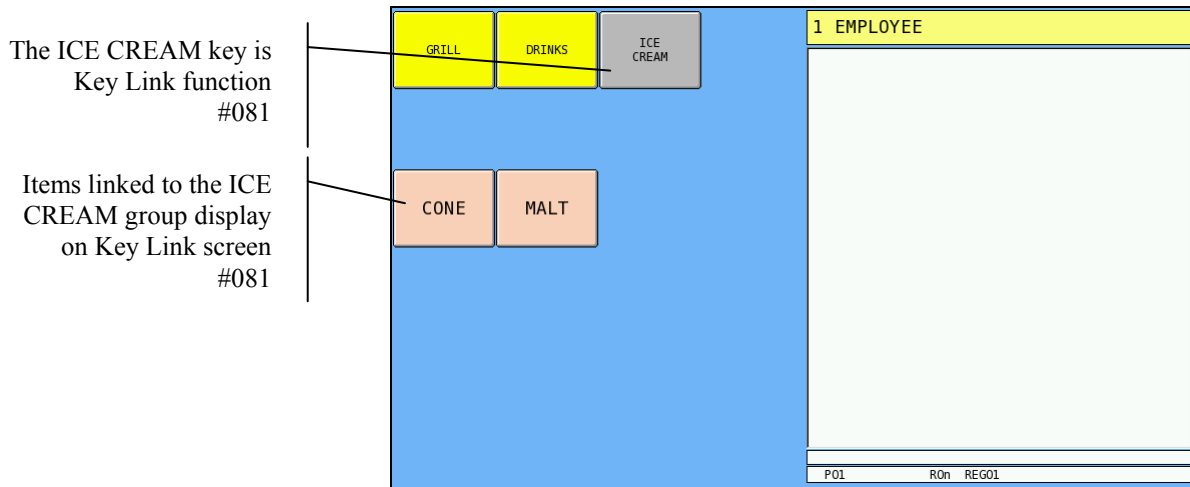 The ICE CREAM key is
Key Link function
#081
Items linked to the ICE
CREAM group display
on Key Link screen
#081
GRILL
DRINKS
ICE
CREAM
CONE
MALT
1 EMPLOYEE
P01 R0n REG01